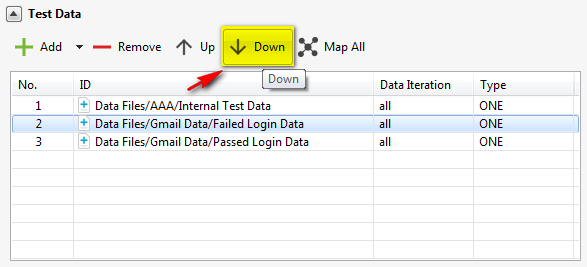 Test Data
Add Remove Up Down Map All
Down
No. ID Data Iteration Type
1 Data Files/AAA/Internal Test Data all ONE
2 Data Files/Gmail Data/Failed Login Data all ONE
3 Data Files/Gmail Data/Passed Login Data all ONE